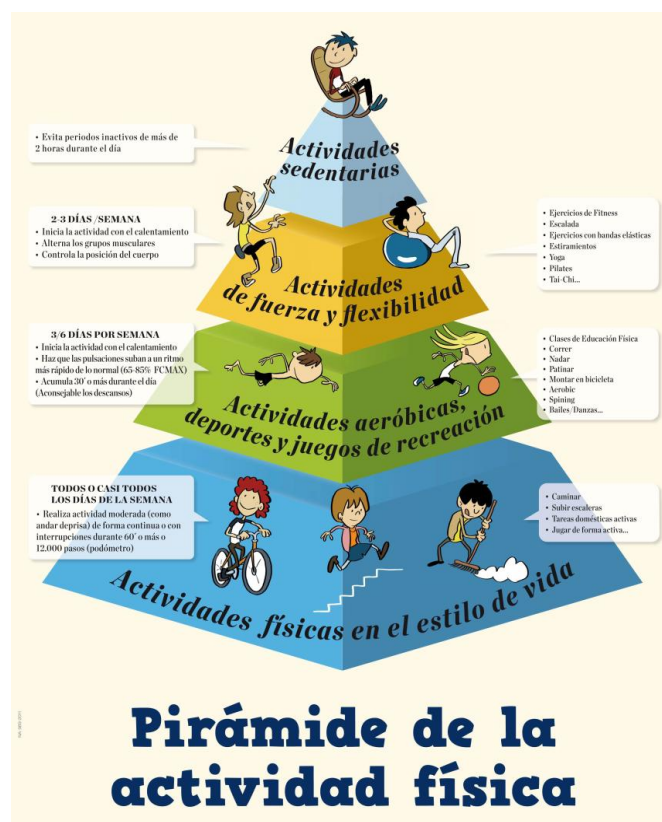 Actividades
sedentarias
• Evita periodos inactivos de más de
2 horas durante el día
2-3 DÍAS /SEMANA
• Inicia la actividad con el calentamiento
• Alterna los grupos musculares
• Controla la posición del cuerpo
Actividades
de fuerza y flexibilidad
• Ejercicios de Fitness
• Escalada
• Ejercicios con bandas elásticas
• Estiramientos
• Yoga
• Pilates
• Tai-Chi...
3/6 DÍAS POR SEMANA
• Inicia la actividad con el calentamiento
• Haz que las pulsaciones suban a un ritmo
más rápido de lo normal (65-85% FCMAX)
• Acumula 30´ o más durante el día
(Aconsejable los descansos)
Actividades aeróbicas,
deportes y juegos de recreación
• Clases de Educación Física
• Correr
• Nadar
• Patinar
• Montar en bicicleta
• Aerobic
• Spining
• Bailes/Danzas...
TODOS O CASI TODOS
LOS DÍAS DE LA SEMANA
• Realiza actividad moderada (como
andar deprisa) de forma continua o con
interrupciones durante 60´ o más o
12.000 pasos (podómetro)
• Caminar
• Subir escaleras
• Tareas domésticas activas
• Jugar de forma activa...
Actividades físicas en el estilo de vida
Pirámide de la
actividad física